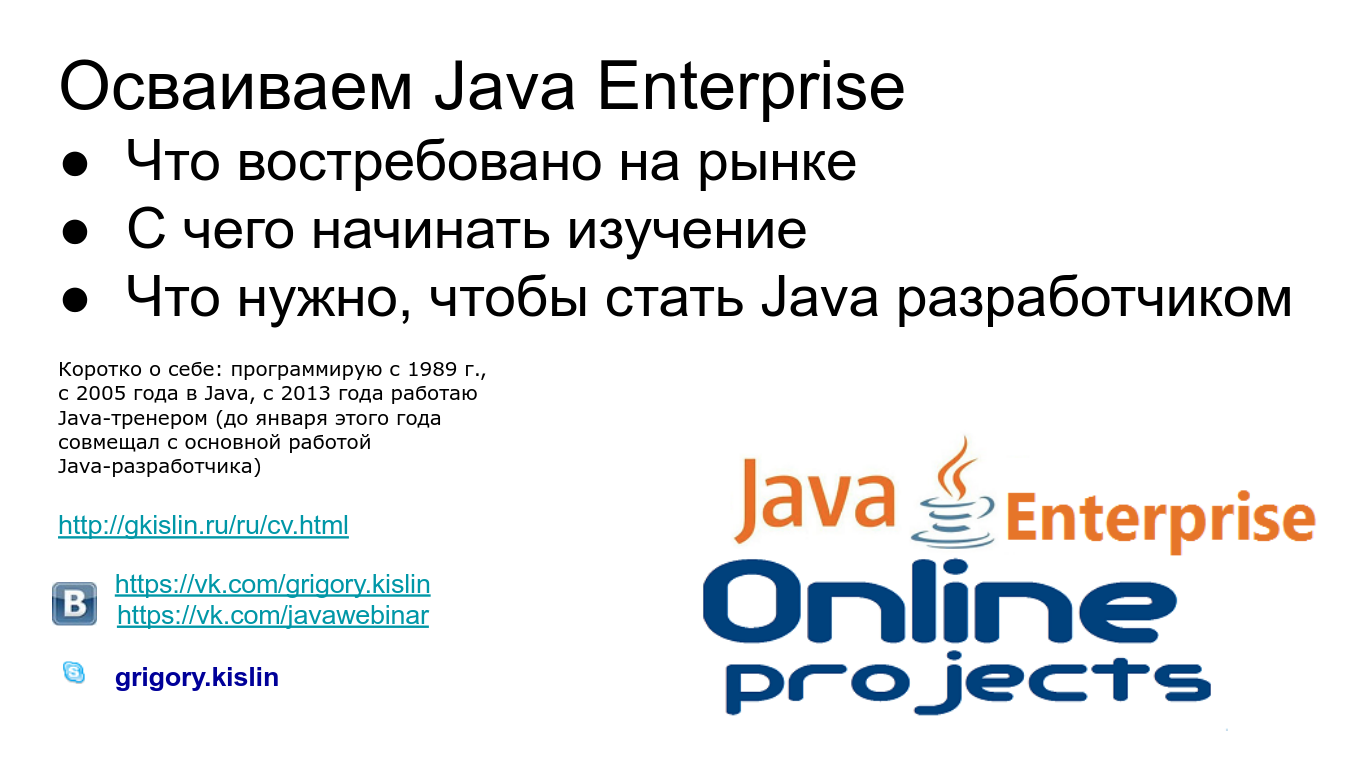 Осваиваем Java Enterprise
● Что востребовано на рынке
● С чего начинать изучение
● Что нужно, чтобы стать Java разработчиком
Коротко о себе: программирую с 1989 г.,
с 2005 года в Java, с 2013 года работаю
Java-тренером (до января этого года
совмещал с основной работой
Java-разработчика)
http://gkislin.ru/ru/cv.html
B
https://vk.com/grigory.kislin
https://vk.com/javawebinar
S
grigory.kislin
Java Enterprise
Online
projects